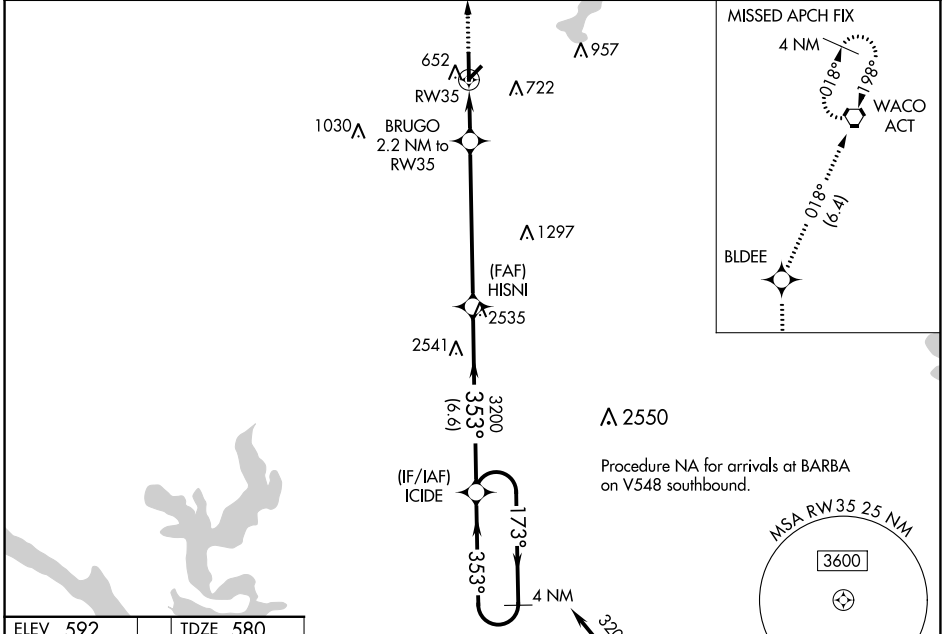 MISSED APCH FIX
4 NM
018°
198°
WACO
ACT
018°
(6.4)
BLDEE
957
652
RW35
722
1030
BRUGO
2.2 NM to
RW35
1297
(FAF)
HISNI
2535
2541
3200
353°
(6.6)
2550
Procedure NA for arrivals at BARBA
on V548 southbound.
(IF/IAF)
ICIDE
173°
353°
4 NM
MSA RW35 25 NM
3600
ELEV 592
TDZE 580